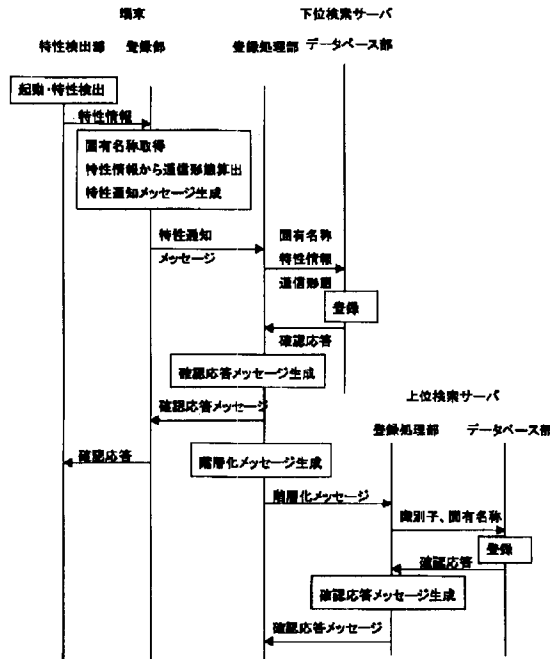 端末
下位検索サーバ
特性検出部
登録部
登録処理部
データベース部
起動・特性検出
特性情報
固有名称取得
特性情報から通信形態算出
特性通知メッセージ生成
特性通知
メッセージ
固有名称
特性情報
通信形態
登録
確認応答
確認応答メッセージ生成
確認応答メッセージ
上位検索サーバ
登録処理部
データベース部
確認応答
階層化メッセージ生成
階層化メッセージ
識別子、固有名称
登録
確認応答
確認応答メッセージ生成
確認応答メッセージ